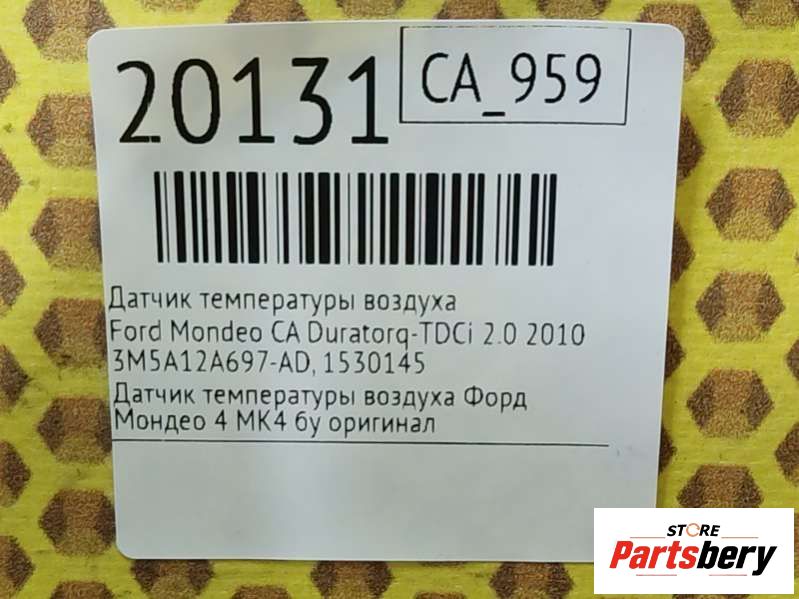 20131
CA_959
Датчик температуры воздуха
Ford Mondeo CA Duratorq-TDCi 2.0 2010
3M5A12A697-AD, 1530145
Датчик температуры воздуха Форд
Мондео 4 МК4 бу оригинал
STORE
Partsbery